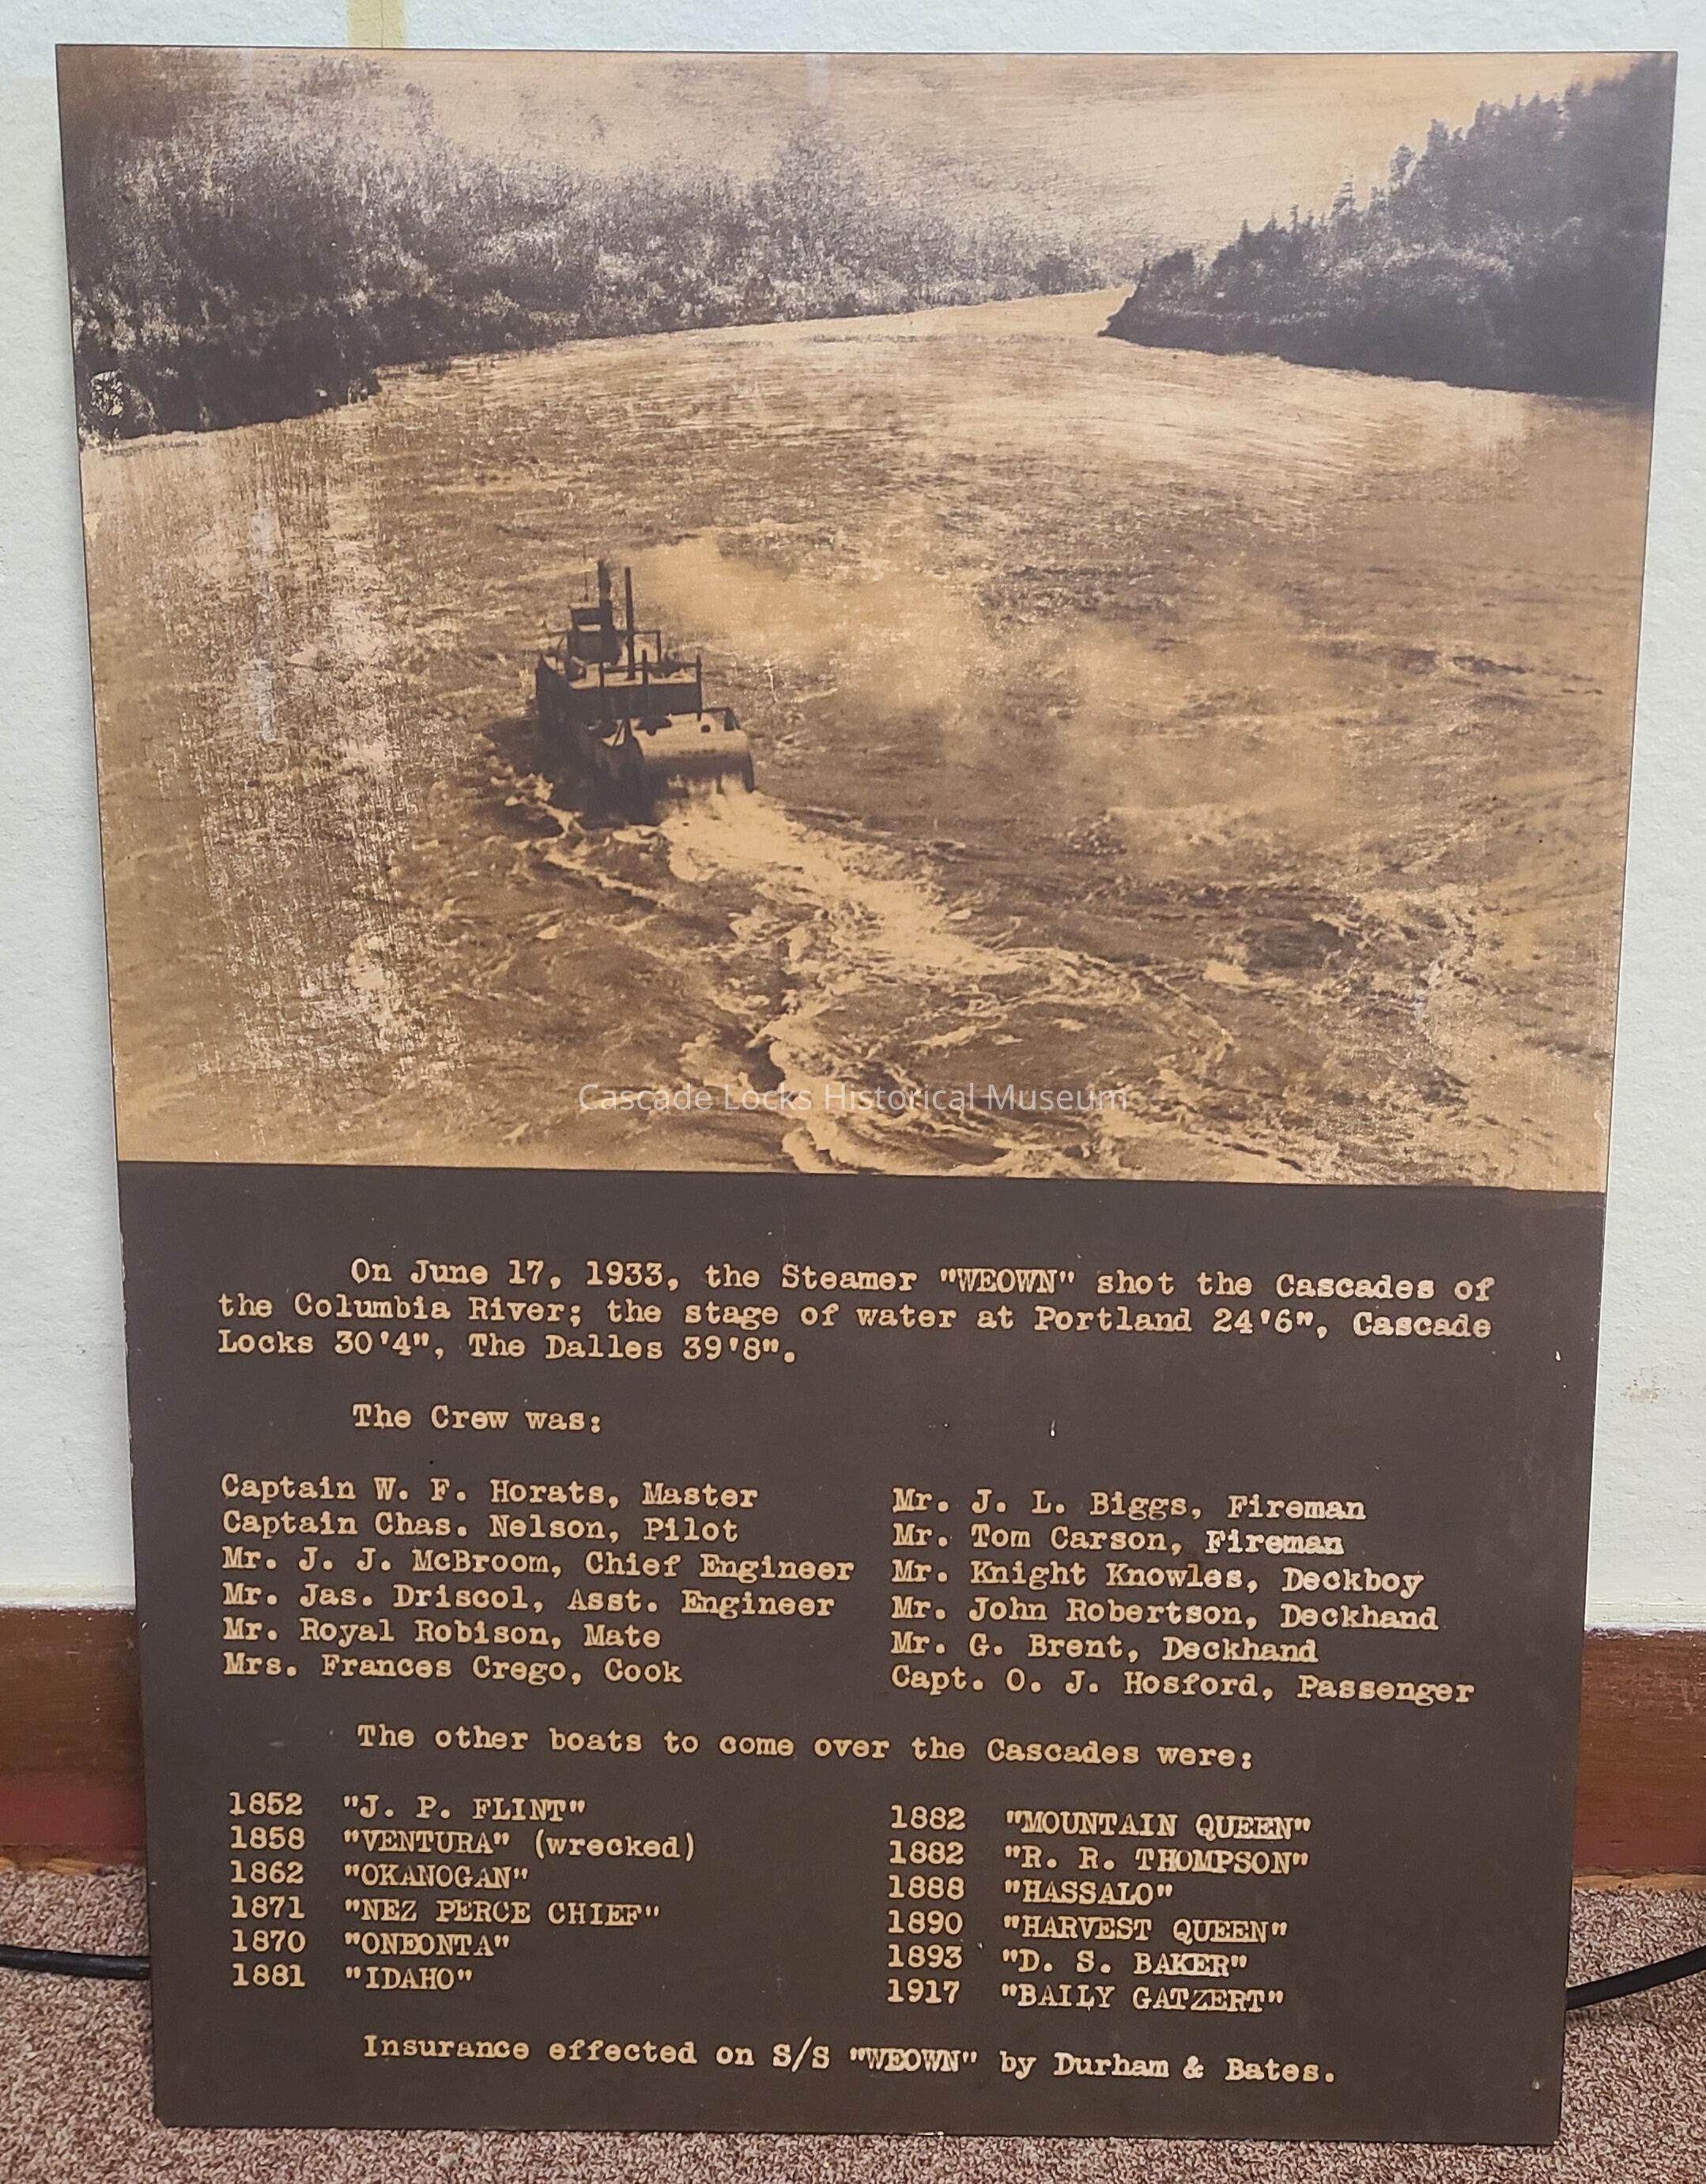 Cascade Locks Historical Museum
On June 17, 1933, the Steamer "WEOWN" shot the Cascades of
the Columbia River; the stage of water at Portland 24'6", Cascade
Locks 30'4", The Dalles 39'8".
The Crew was:
Captain W. F. Horats, Master
Captain Chas. Nelson, Pilot
Mr. J. J. McBroom, Chief Engineer
Mr. Jas. Driscol, Asst. Engineer
Mr. Royal Robison, Mate
Mrs. Frances Crego, Cook
Mr. J. L. Biggs, Fireman
Mr. Tom Carson, Fireman
Mr. Knight Knowles, Deckboy
Mr. John Robertson, Deckhand
Mr. G. Brent, Deckhand
Capt. O. J. Hosford, Passenger
The other boats to come over the Cascades were:
1852 "J. P. FLINT"
1858 "VENTURA" (wrecked)
1862 "OKANOGAN"
1871 "NEZ PERCE CHIEF"
1870 "ONEONTA"
1881 "IDAHO"
1882 "MOUNTAIN QUEEN"
1882 "R. R. THOMPSON"
1888 "HASSALO"
1890 "HARVEST QUEEN"
1893 "D. S. BAKER"
1917 "BAILY GATZERT"
Insurance effected on S/S "WEOWN" by Durham & Bates.